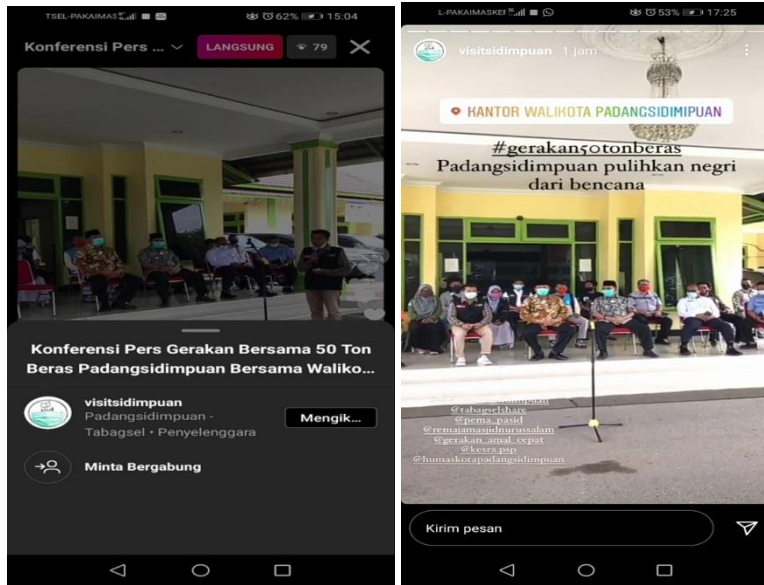 TSEL-PAKAIMAS
62% 15:04
Konferensi Pers ...
LANGSUNG
79
Konferensi Pers Gerakan Bersama 50 Ton
Beras Padangsidimpuan Bersama Waliko...
visitsidimpuan
Padangsidimpuan -
Tabagsel • Penyelenggara
Mengik...
Minta Bergabung
L-PAKAIMASKE
53% 17:25
visitsidimpuan 1 jam
KANTOR WALIKOTA PADANGSIDIMIPUAN
#gerakan50tonberas
Padangsidimpuan pulihkan negri
dari bencana
@tabagselshare
@pema_pasid
@remajamasjidnurussalam
@gerakan_amal_cepat
@kesra.psp
@humaskotapadangsidimpuan
Kirim pesan